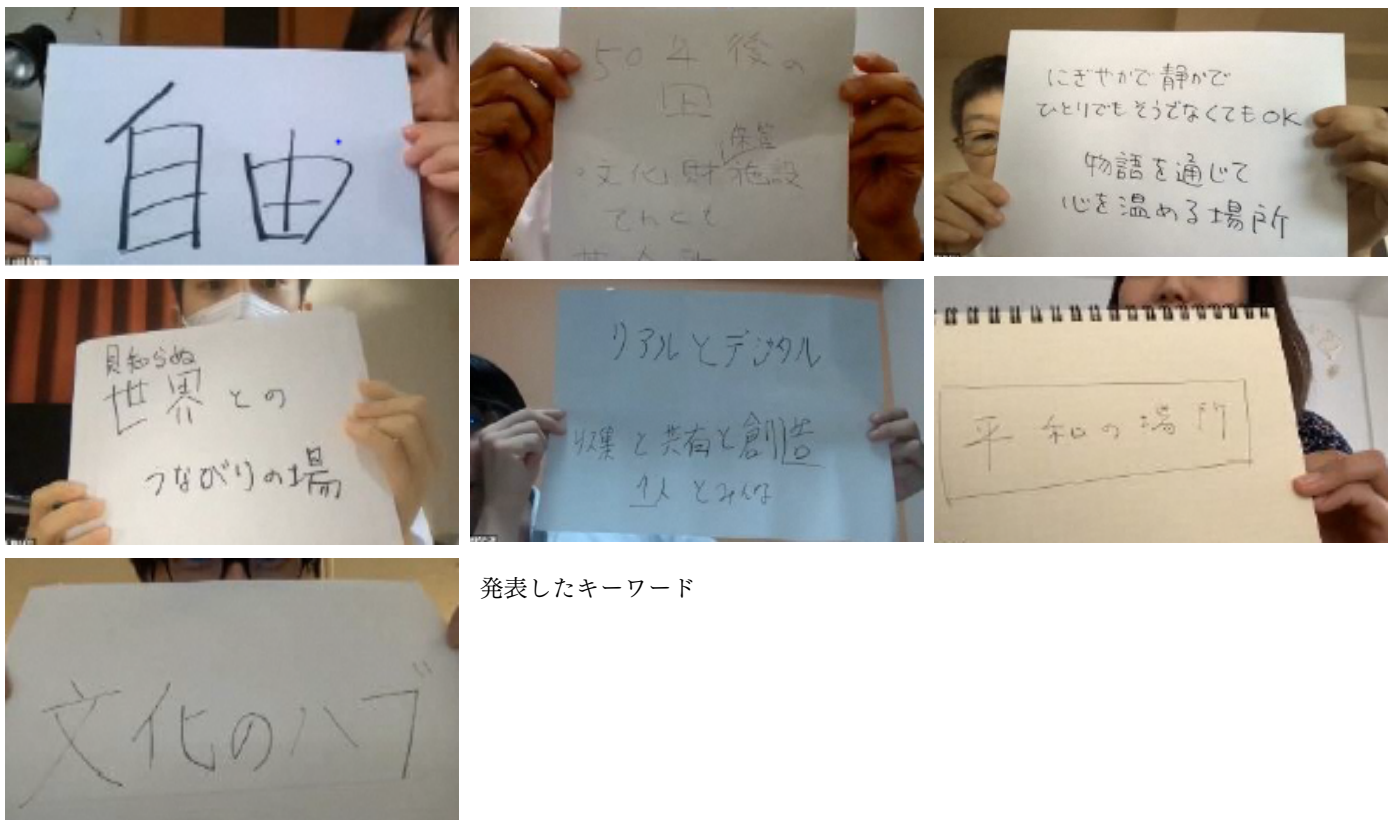 自由
50年後の
図
保管
・文化財施設
にぎやかで静かで
ひとりでもそうでなくてもOK
物語を通じて
心を温める場所
見知らぬ
世界との
つながりの場
リアルとデジタル
収集と共有と創造
1人とみんな
平和の場所
文化のハブ
発表したキーワード